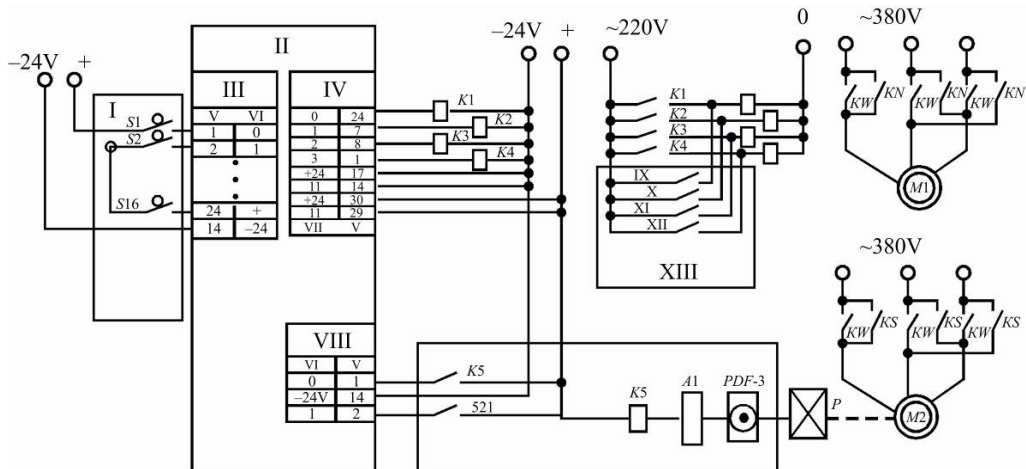 –24V +
I
S1
S2
S16
II
III
V VI
1 0
2 1
24 +
14 –24
IV
0 24
1 7
2 8
3 1
+24 17
11 14
+24 30
11 29
VII V
K1
K2
K3
K4
–24V +
~220V 0
K1
K2
K3
K4
IX
X
XI
XII
XIII
~380V
KW KN KW KN KW KN
M1
VIII
VI V
0 1
–24V 14
1 2
K5
521
K5 A1 PDF-3 P
~380V
KW KS KW KS KW KS
M2